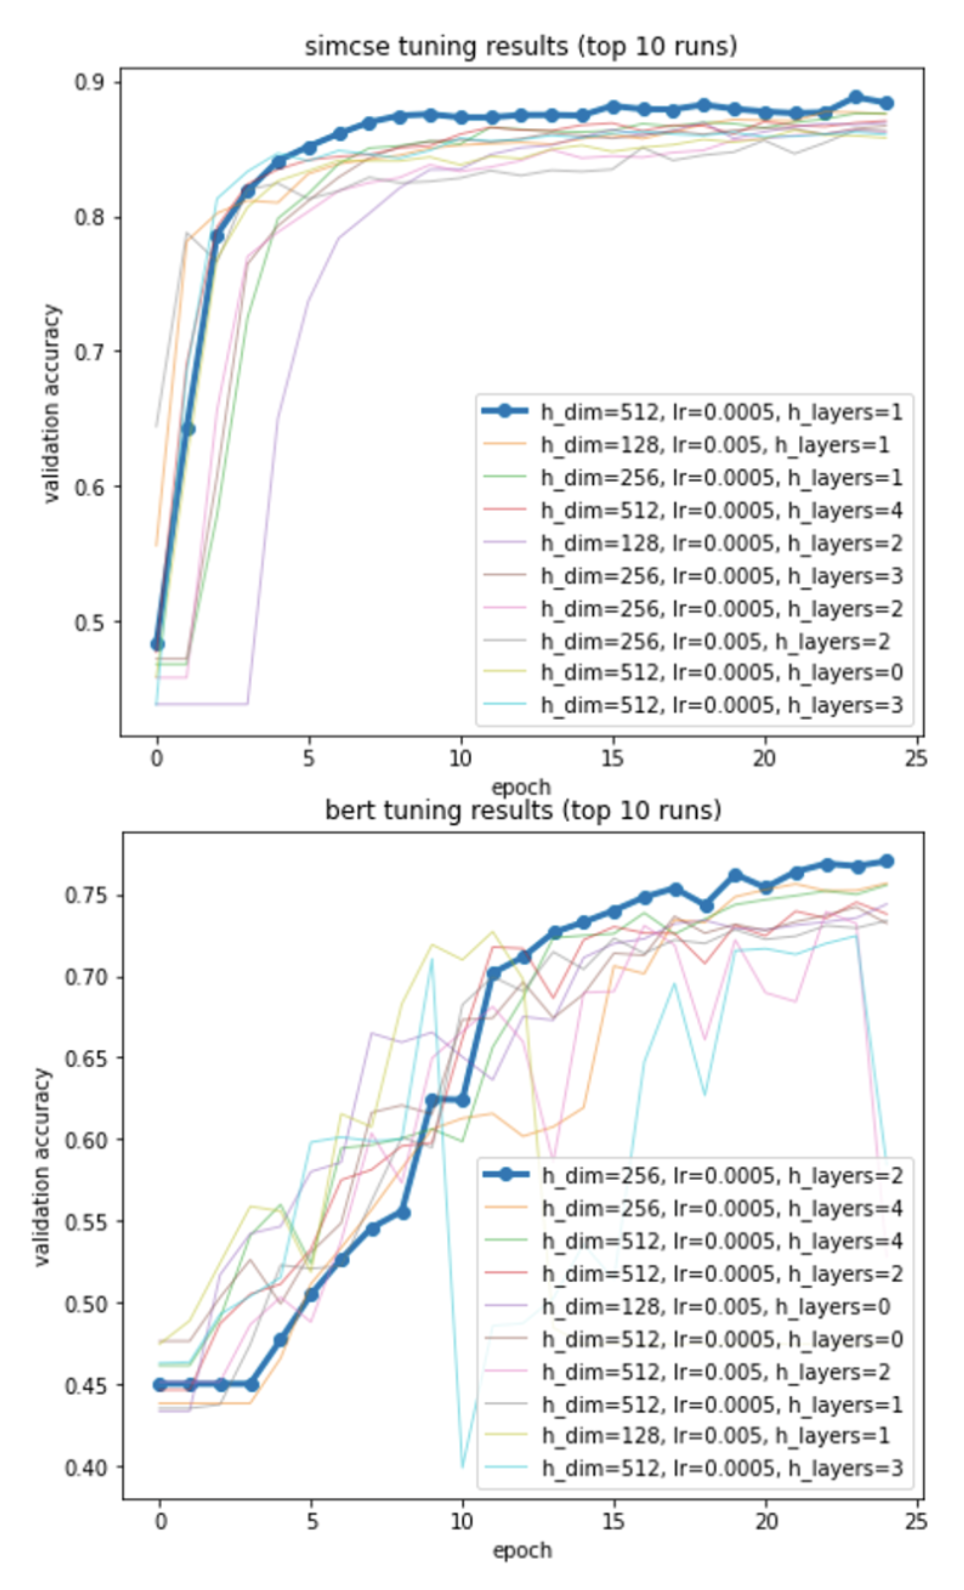 simcse tuning results (top 10 runs)
0.9
0.8
0.7
0.6
0.5
validation accuracy
h_dim=512, lr=0.0005, h_layers=1
h_dim=128, lr=0.005, h_layers=1
h_dim=256, lr=0.0005, h_layers=1
h_dim=512, lr=0.0005, h_layers=4
h_dim=128, lr=0.0005, h_layers=2
h_dim=256, lr=0.0005, h_layers=3
h_dim=256, lr=0.0005, h_layers=2
h_dim=256, lr=0.005, h_layers=2
h_dim=512, lr=0.0005, h_layers=0
h_dim=512, lr=0.0005, h_layers=3
0 5 10 15 20 25
epoch
bert tuning results (top 10 runs)
0.75
0.70
0.65
0.60
0.55
0.50
0.45
0.40
validation accuracy
h_dim=256, lr=0.0005, h_layers=2
h_dim=256, lr=0.0005, h_layers=4
h_dim=512, lr=0.0005, h_layers=4
h_dim=512, lr=0.0005, h_layers=2
h_dim=128, lr=0.005, h_layers=0
h_dim=512, lr=0.0005, h_layers=0
h_dim=512, lr=0.005, h_layers=2
h_dim=512, lr=0.0005, h_layers=1
h_dim=128, lr=0.005, h_layers=1
h_dim=512, lr=0.0005, h_layers=3
0 5 10 15 20 25
epoch